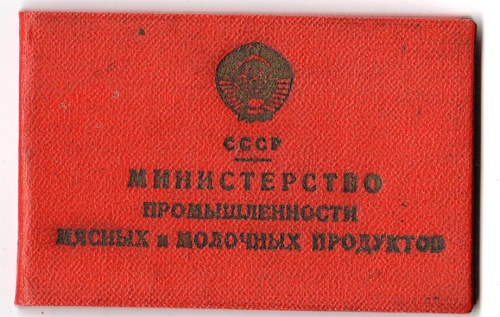 СССР
МИНИСТЕРСТВО
ПРОМЫШЛЕННОСТИ
МЯСНЫХ и МОЛОЧНЫХ ПРОДУКТОВ